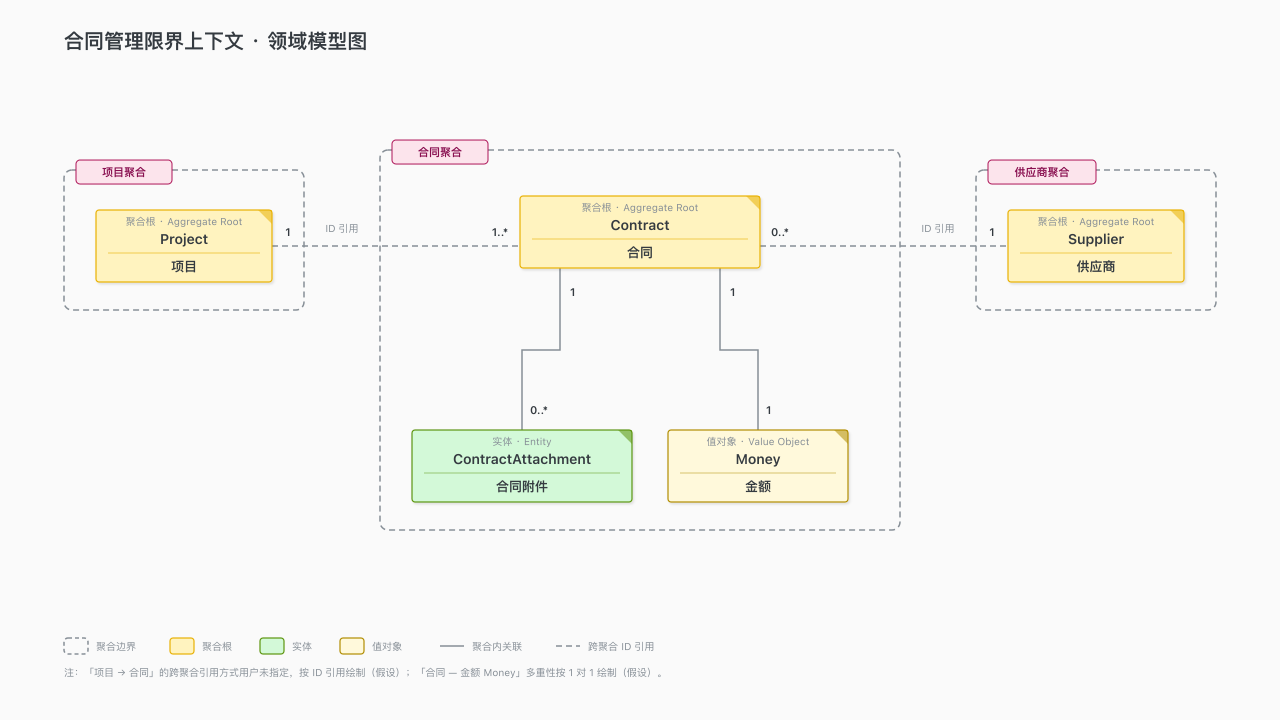 合同管理限界上下文 · 领域模型图
项目聚合
聚合根 · Aggregate Root
Project
项目
1
ID 引用
1..*
合同聚合
聚合根 · Aggregate Root
Contract
合同
0..*
ID 引用
1
供应商聚合
聚合根 · Aggregate Root
Supplier
供应商
1
1
0..*
1
实体 · Entity
ContractAttachment
合同附件
值对象 · Value Object
Money
金额
聚合边界
聚合根
实体
值对象
聚合内关联
跨聚合 ID 引用
注：「项目 → 合同」的跨聚合引用方式用户未指定，按 ID 引用绘制（假设）；「合同 — 金额 Money」多重性按 1 对 1 绘制（假设）。